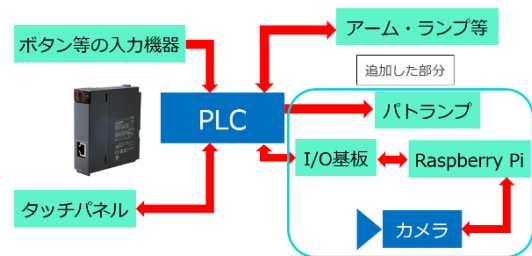 ボタン等の入力機器
アーム・ランプ等
追加した部分
PLC
パトランプ
I/O基板
Raspberry Pi
タッチパネル
カメラ